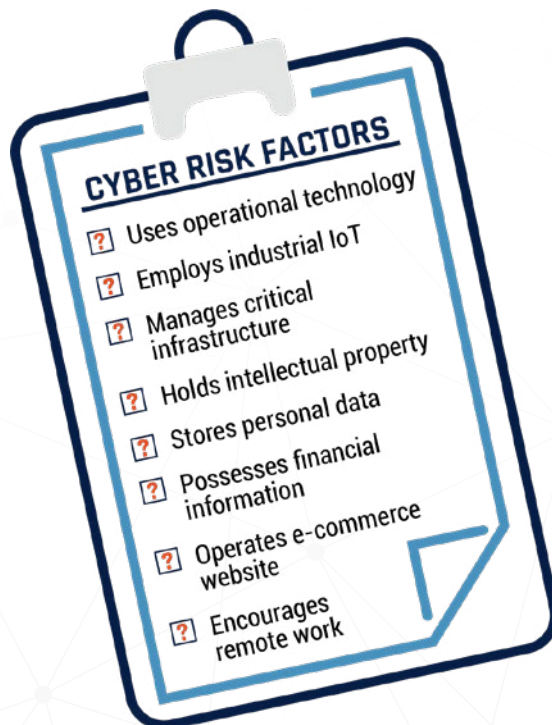 CYBER RISK FACTORS
? Uses operational technology
? Employs industrial IoT
? Manages critical
infrastructure
? Holds intellectual property
? Stores personal data
? Possesses financial
information
? Operates e-commerce
website
? Encourages
remote work